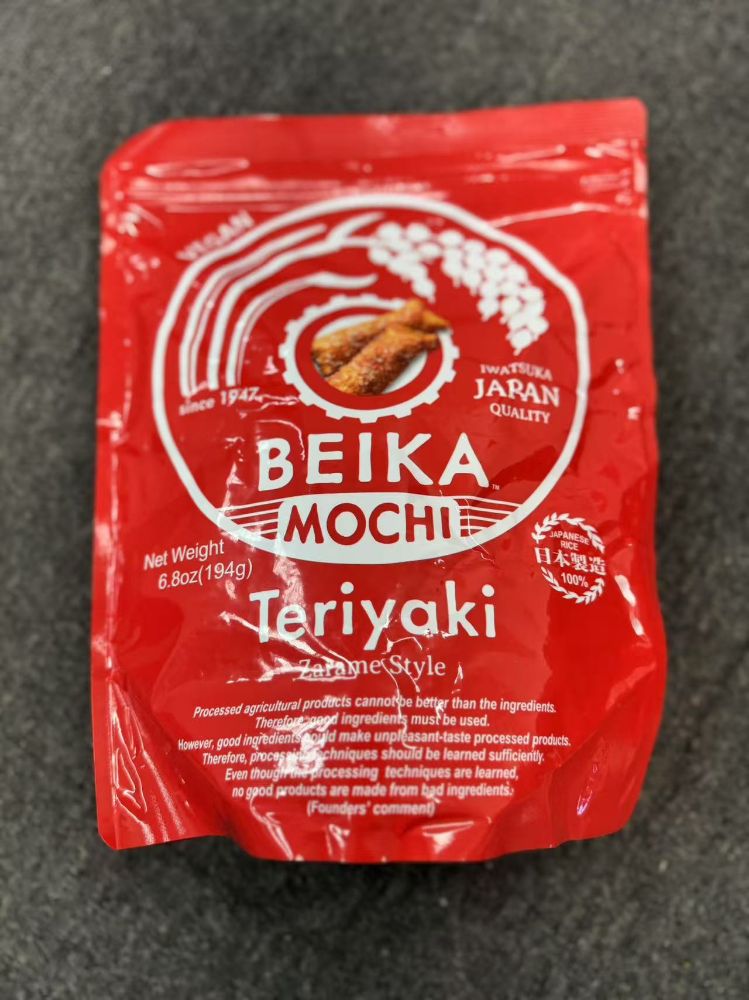 VEGAN
since 1947
IWATSUKA
JAPAN
QUALITY
BEIKA
TM
MOCHI
Net Weight
6.8oz(194g)
JAPANESE
RICE
日本製造
100%
Teriyaki
Zarame Style
Processed agricultural products cannot be better than the ingredients.
Therefore, good ingredients must be used.
However, good ingredients could make unpleasant-taste processed products.
Therefore, processing techniques should be learned sufficiently.
Even though the processing techniques are learned,
no good products are made from bad ingredients.
(Founders' comment)